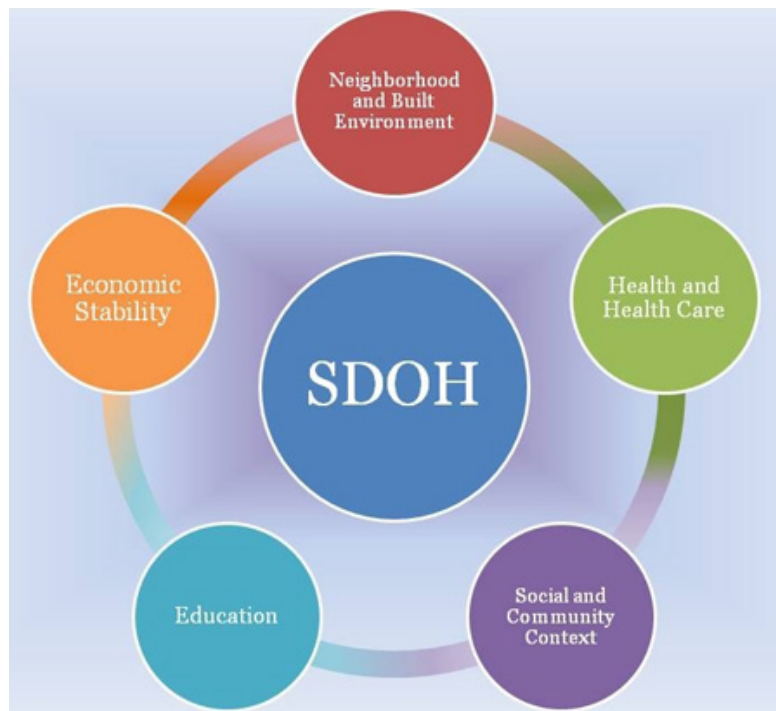 Neighborhood
and Built
Environment
Economic
Stability
Health and
Health Care
SDOH
Education
Social and
Community
Context